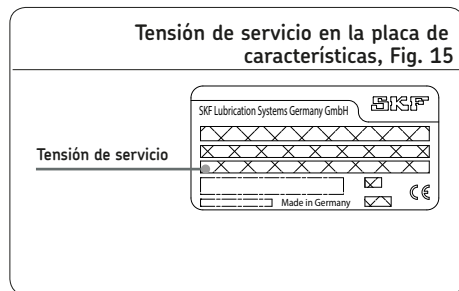 Tensión de servicio en la placa de
características, Fig. 15
SKF Lubrication Systems Germany GmbH
SKF
Tensión de servicio
Made in Germany
CE